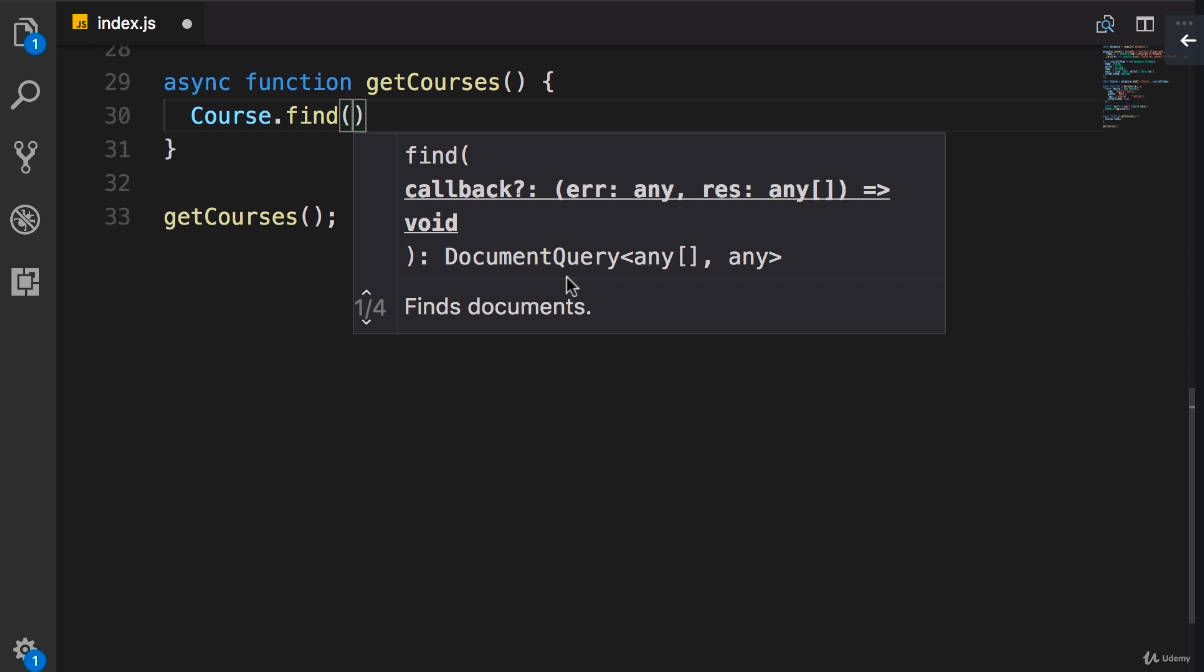 JS index.js
28
29 async function getCourses() {
30 Course.find()
31 }
32
33 getCourses();
find(
callback?: (err: any, res: any[]) =>
void
): DocumentQuery<any[], any>
1/4 Finds documents.
1
1
Udemy